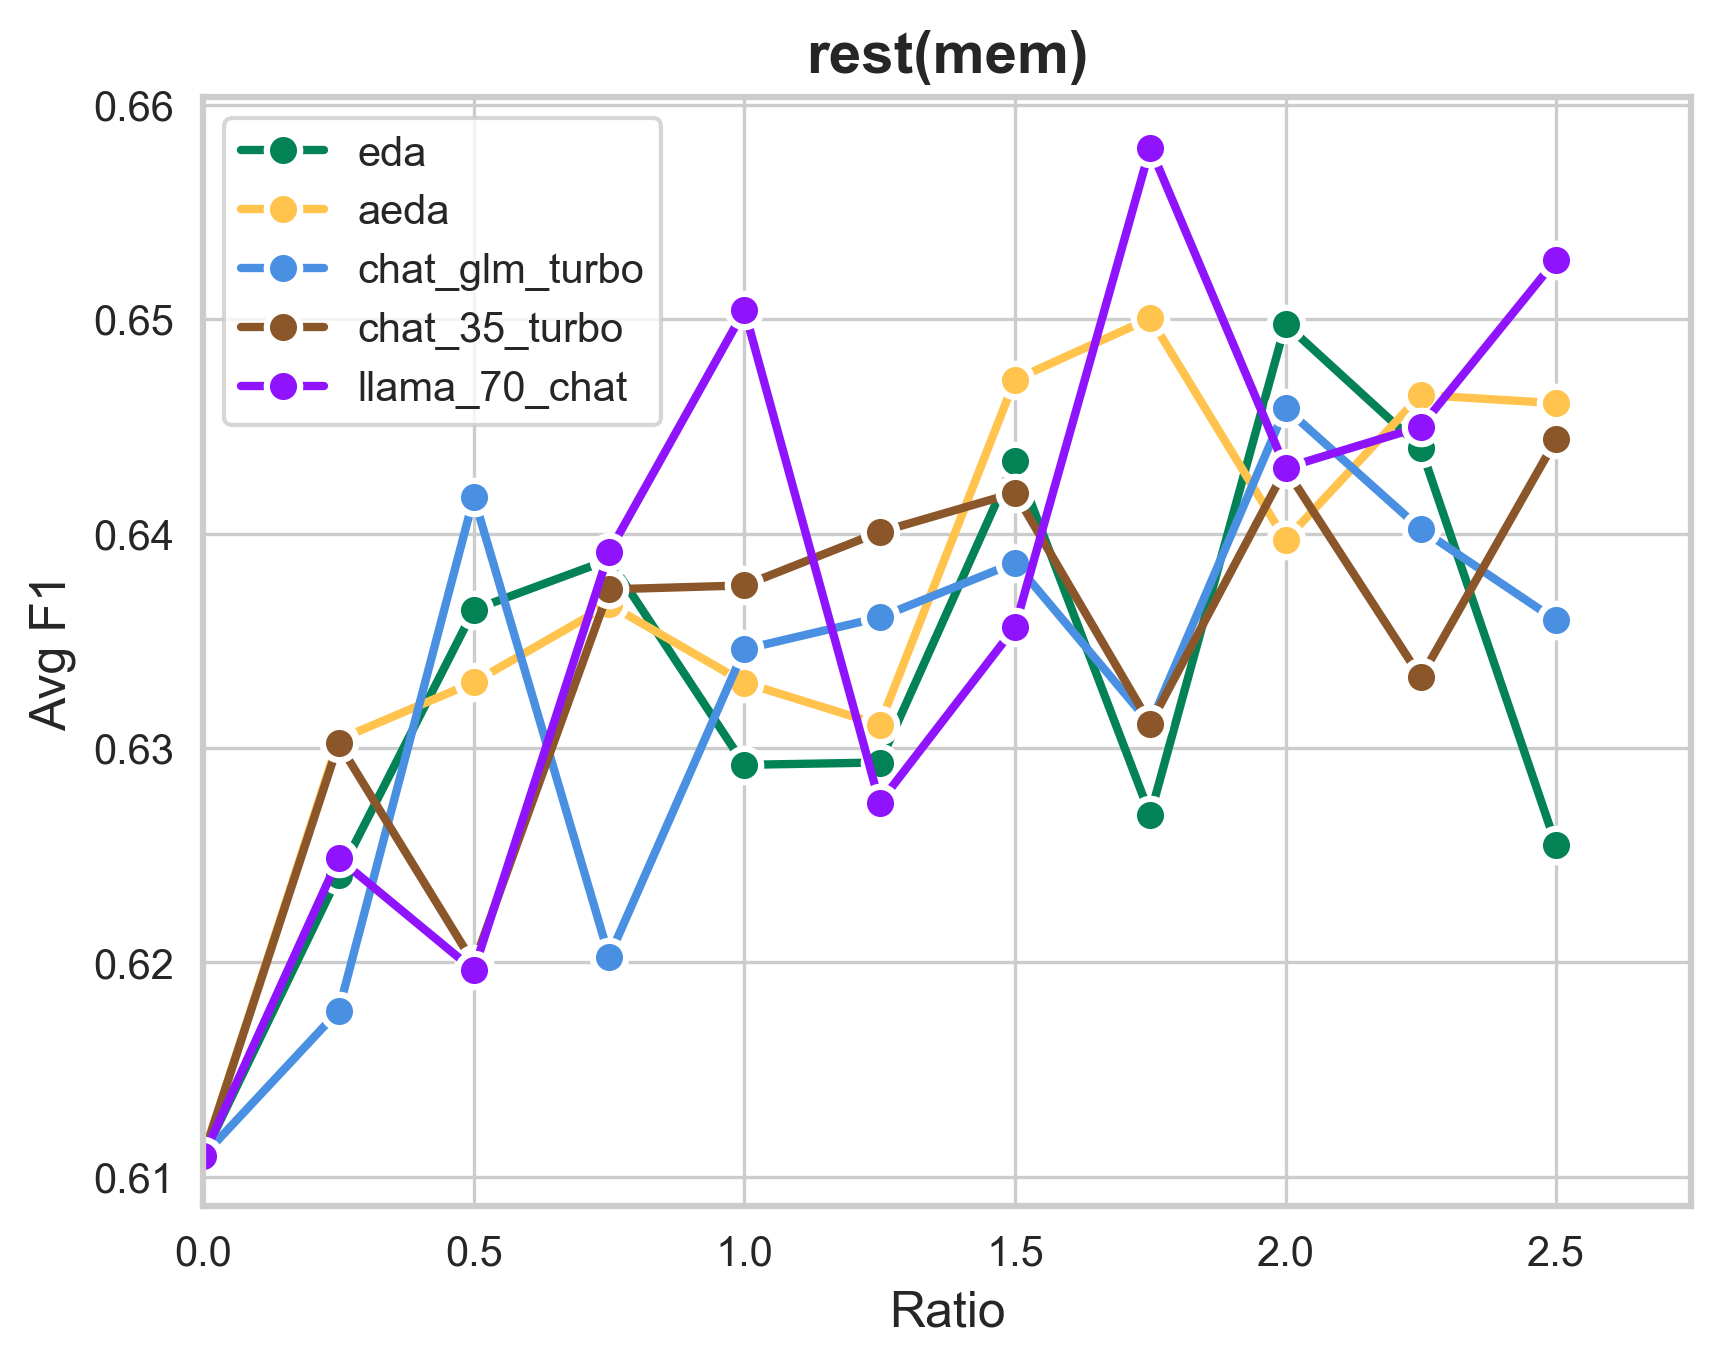 rest(mem)
0.66
0.65
0.64
0.63
0.62
0.61
Avg F1
eda
aeda
chat_glm_turbo
chat_35_turbo
llama_70_chat
0.0 0.5 1.0 1.5 2.0 2.5
Ratio